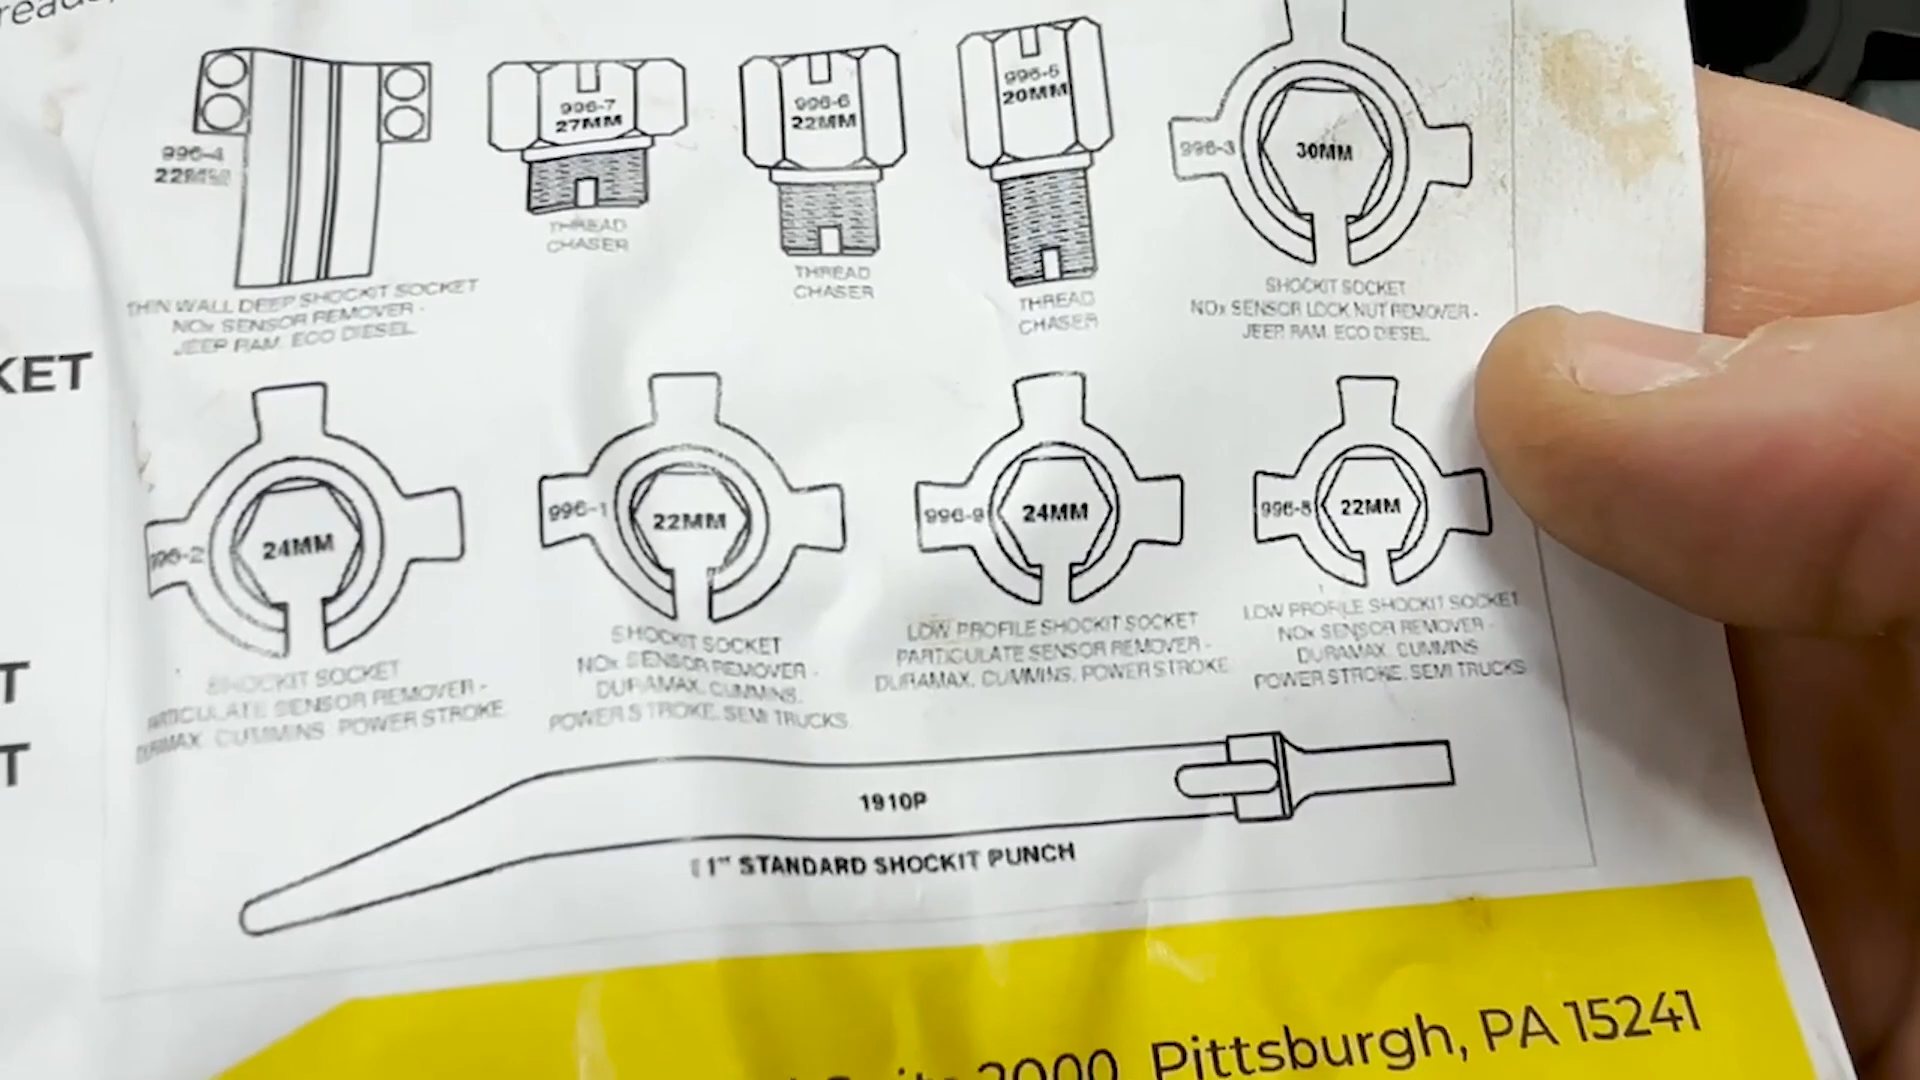 996-4
22MM
THIN WALL DEEP SHOCKIT SOCKET
NOx SENSOR REMOVER -
JEEP RAM. ECO DIESEL
996-7
27MM
THREAD
CHASER
996-6
22MM
THREAD
CHASER
996-5
20MM
THREAD
CHASER
996-3
30MM
SHOCKIT SOCKET
NOx SENSOR LOCK NUT REMOVER -
JEEP RAM. ECO DIESEL
KET
996-2
24MM
SHOCKIT SOCKET
PARTICULATE SENSOR REMOVER -
DURAMAX. CUMMINS. POWER STROKE
996-1
22MM
SHOCKIT SOCKET
NOx SENSOR REMOVER -
DURAMAX. CUMMINS.
POWER STROKE. SEMI TRUCKS
996-9
24MM
LOW PROFILE SHOCKIT SOCKET
PARTICULATE SENSOR REMOVER -
DURAMAX. CUMMINS. POWER STROKE
996-8
22MM
LOW PROFILE SHOCKIT SOCKET
NOx SENSOR REMOVER -
DURAMAX. CUMMINS
POWER STROKE. SEMI TRUCKS
T
T
1910P
11" STANDARD SHOCKIT PUNCH
2000 Pittsburgh, PA 15241